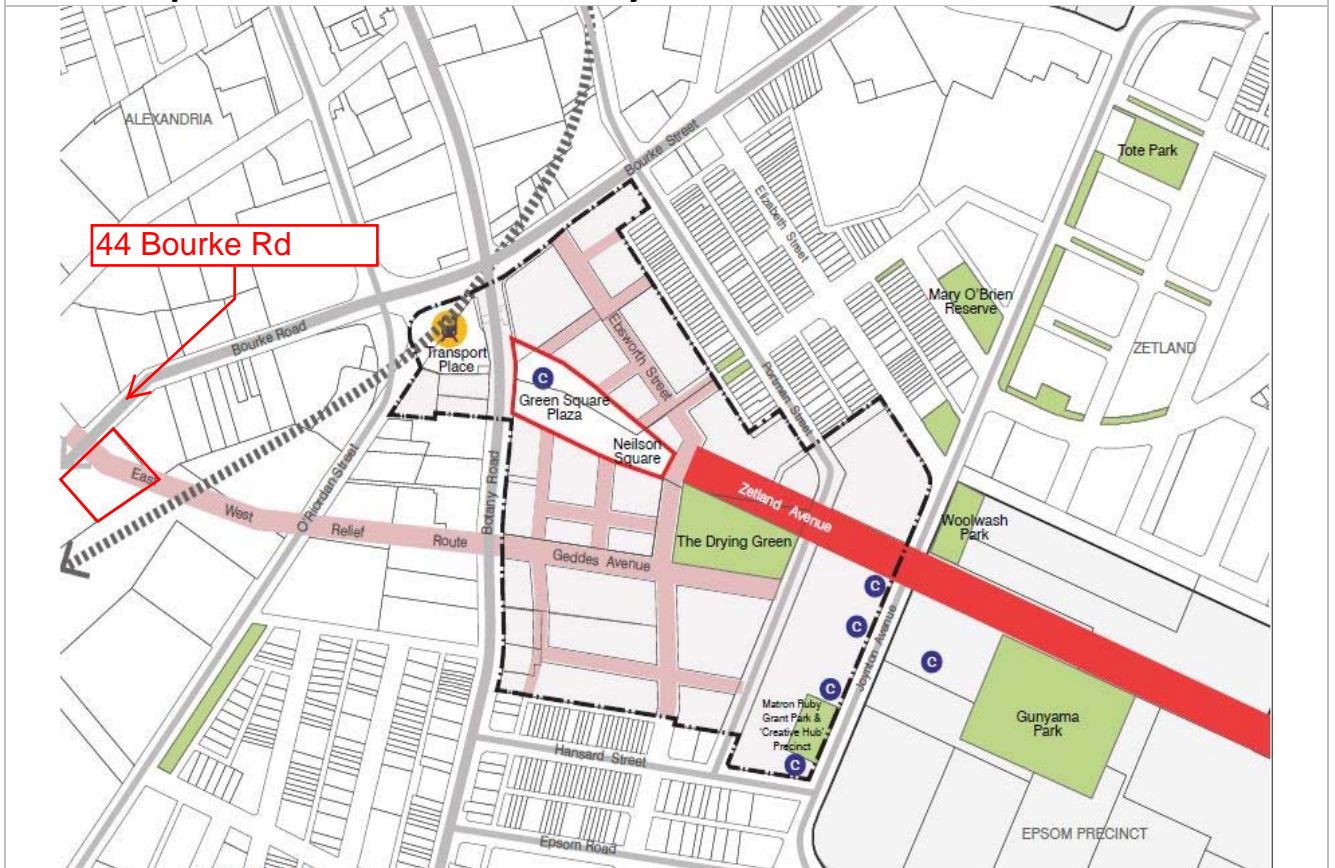 ALEXANDRIA
Bourke Street
Tote Park
Elizabeth Street
44 Bourke Rd
Mary O'Brien
Reserve
Bourke Road
Transport
Place
Ebsworth Street
ZETLAND
C
Green Square
Plaza
Portman Street
Neilson
Square
O'Riordan Street
Botany Road
Zetland Avenue
East
West
Relief
Route
Geddes Avenue
The Drying Green
Woolwash
Park
C
C
C
C
Joynton Avenue
Matron Ruby
Grant Park &
'Creative Hub'
Precinct
C
Gunyama
Park
Hansard Street
Epsom Road
EPSOM PRECINCT